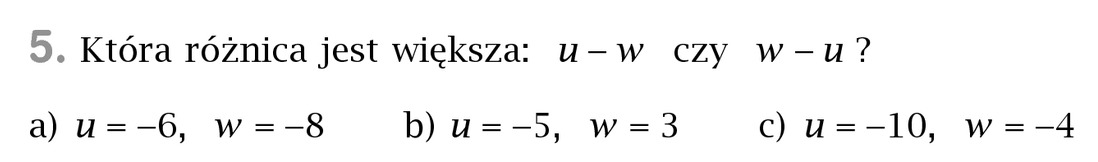 5. Która różnica jest większa: u – w czy w – u ?
a) u = –6, w = –8 b) u = –5, w = 3 c) u = –10, w = –4